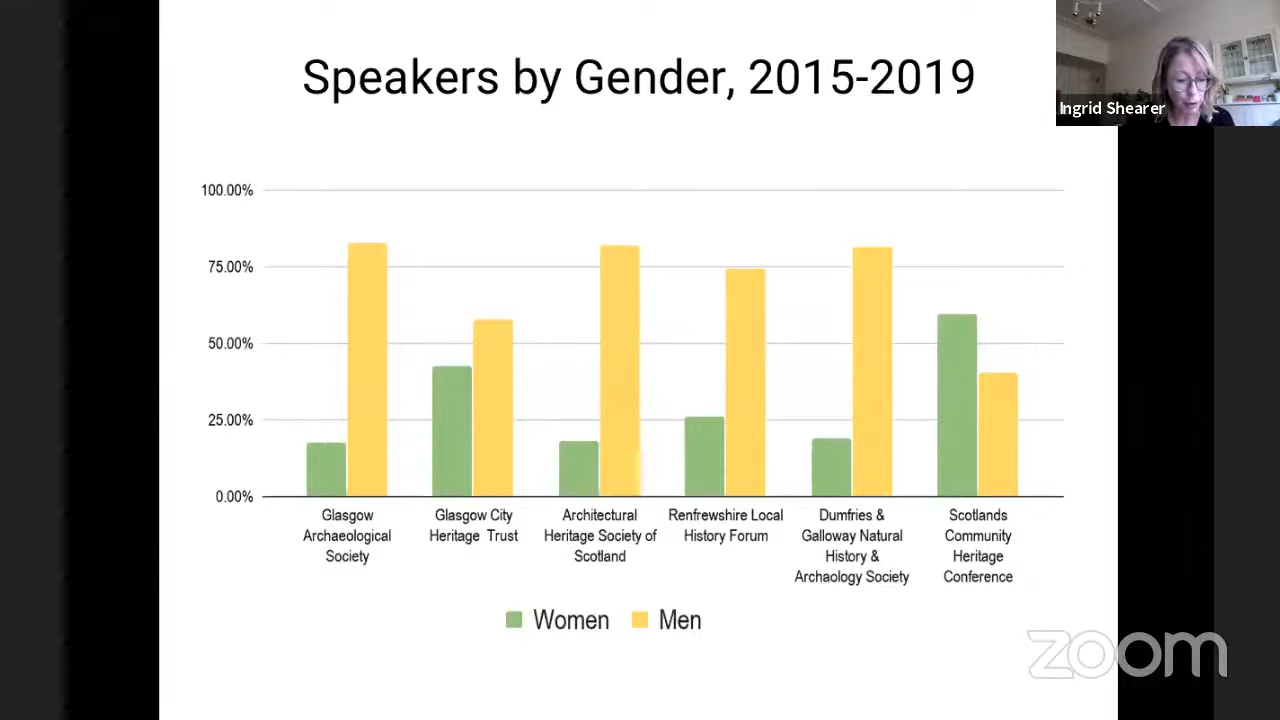 Speakers by Gender, 2015-2019
Ingrid Shearer
100.00%
75.00%
50.00%
25.00%
0.00%
Glasgow
Archaeological
Society
Glasgow City
Heritage Trust
Architectural
Heritage Society of
Scotland
Renfrewshire Local
History Forum
Dumfries &
Galloway Natural
History &
Archaology Society
Scotlands
Community
Heritage
Conference
Women
Men
zoom